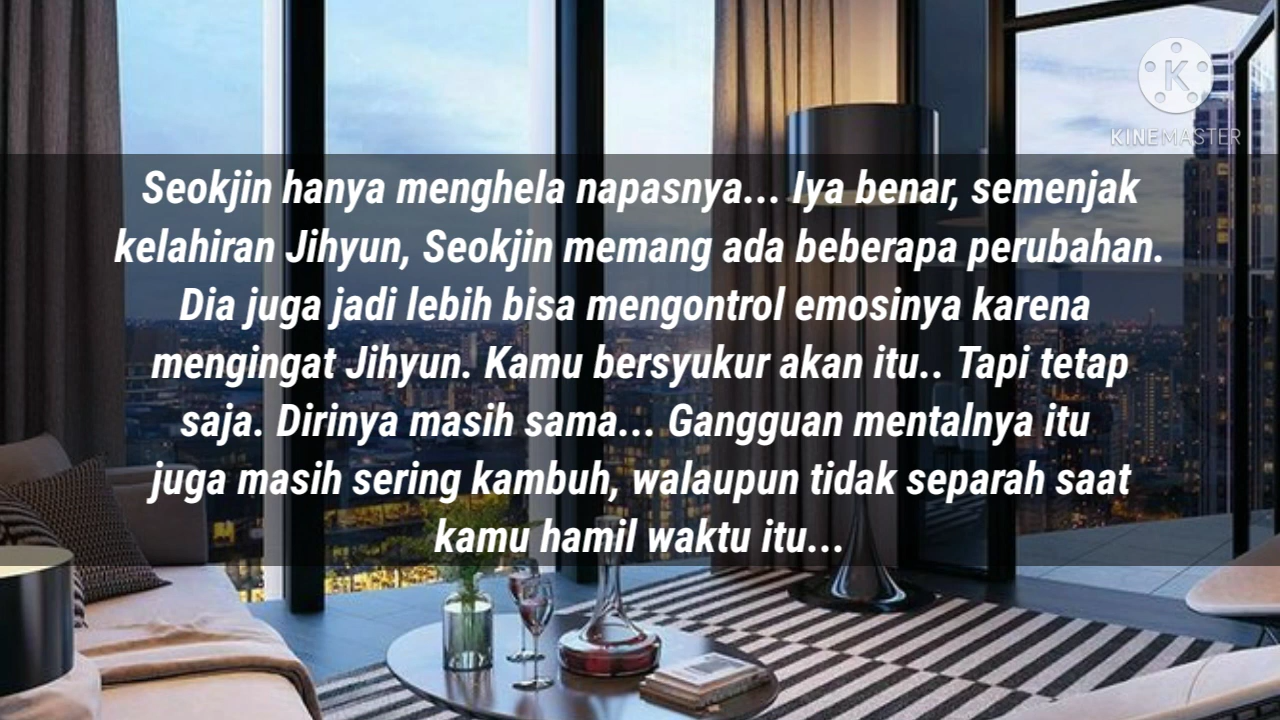 KINEMASTER
Seokjin hanya menghela napasnya... Iya benar, semenjak
kelahiran Jihyun, Seokjin memang ada beberapa perubahan.
Dia juga jadi lebih bisa mengontrol emosinya karena
mengingat Jihyun. Kamu bersyukur akan itu.. Tapi tetap
saja. Dirinya masih sama... Gangguan mentalnya itu
juga masih sering kambuh, walaupun tidak separah saat
kamu hamil waktu itu...